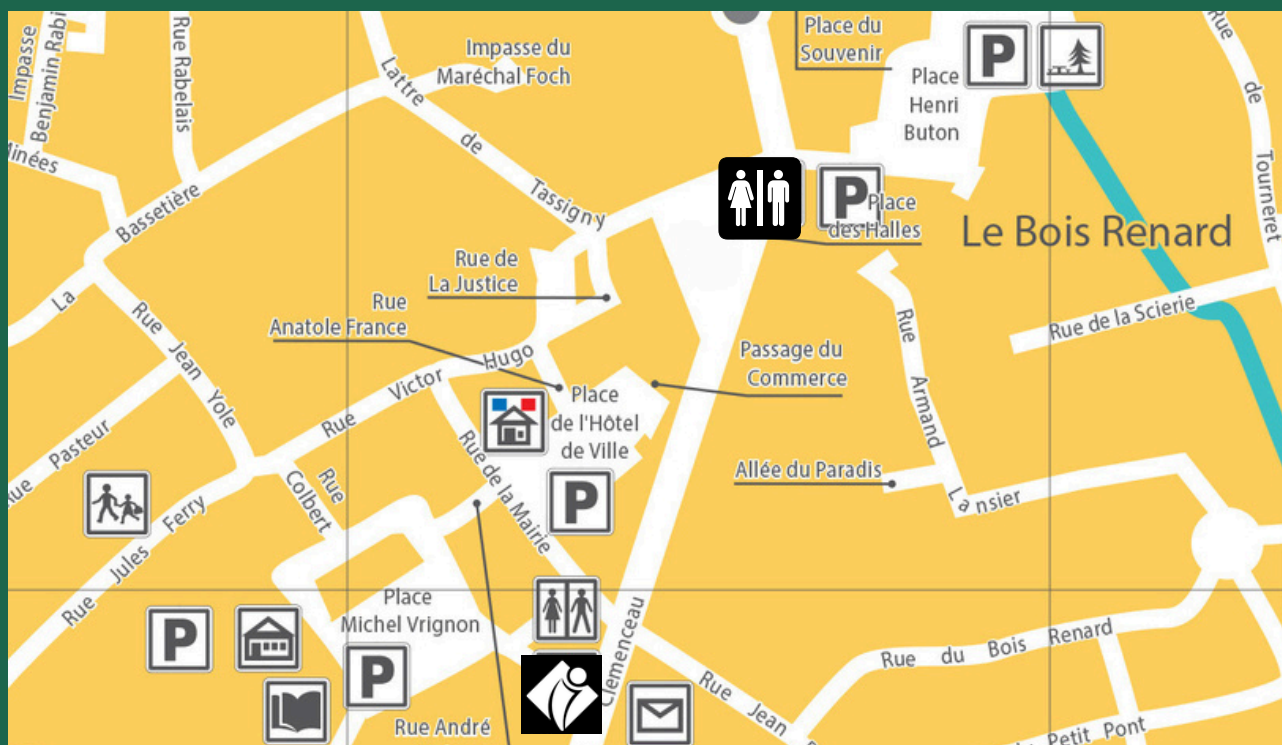 Impasse
Benjamin Rabi
Rue Rabelais
Minées
Lattre
de
Tassigny
Impasse du
Maréchal Foch
Place du
Souvenir
P
Place
Henri
Buton
Rue
de
Tourneret
La
Bassetière
P
Place
des Halles
Le Bois Renard
Rue de
La Justice
Rue
Anatole France
Rue de la Scierie
Rue
Jean
Yole
Rue
Victor
Hugo
Passage du
Commerce
Rue
Armand
Lansier
Place
de l'Hôtel
de Ville
P
Rue Pasteur
Rue
Colbert
Rue de la Mairie
Allée du Paradis
Rue Jules Ferry
Place
Michel Vrignon
P
P
Clemenceau
Rue du Bois Renard
Rue Jean
Rue André
Petit Pont